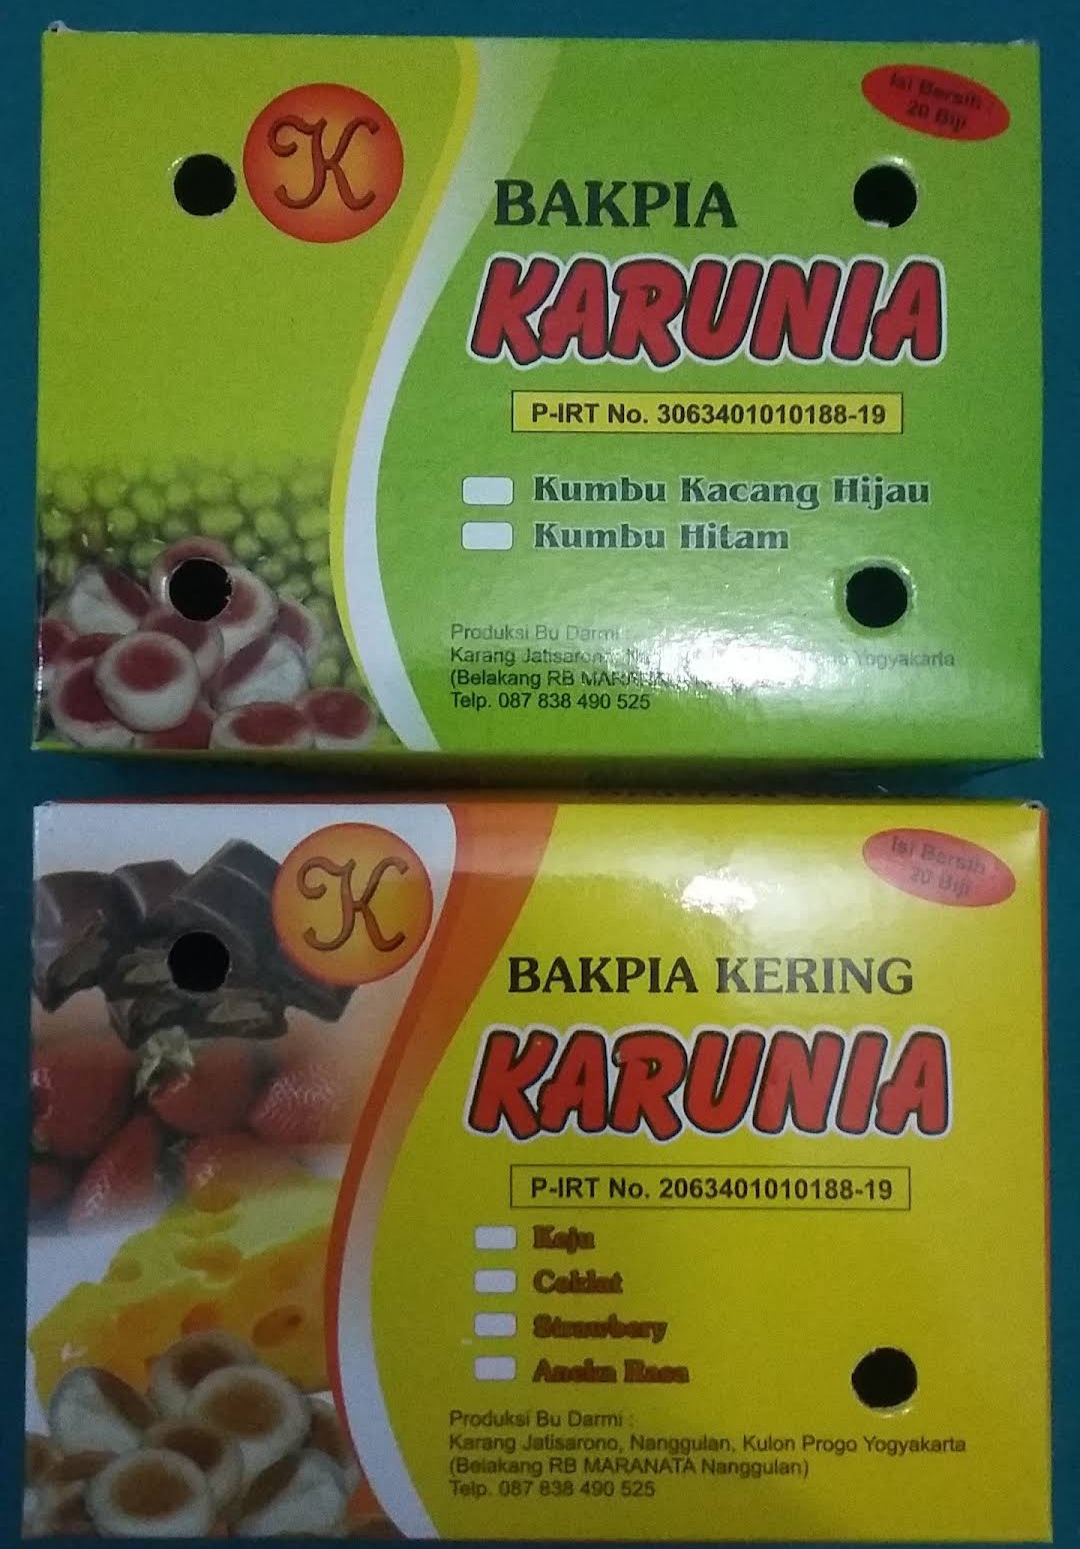 K
Isi Bersih :
20 Biji
BAKPIA
KARUNIA
P-IRT No. 3063401010188-19
Kumbu Kacang Hijau
Kumbu Hitam
Produksi Bu Darmi :
Karang Jatisarono, Yogyakarta
(Belakang RB
Telp. 087 838 490 525
K
Isi Bersih :
20 Biji
BAKPIA KERING
KARUNIA
P-IRT No. 2063401010188-19
Keju
Coklat
Strawbery
Aneka Rasa
Produksi Bu Darmi :
Karang Jatisarono, Nanggulan, Kulon Progo Yogyakarta
(Belakang RB MARANATA Nanggulan)
Telp. 087 838 490 525